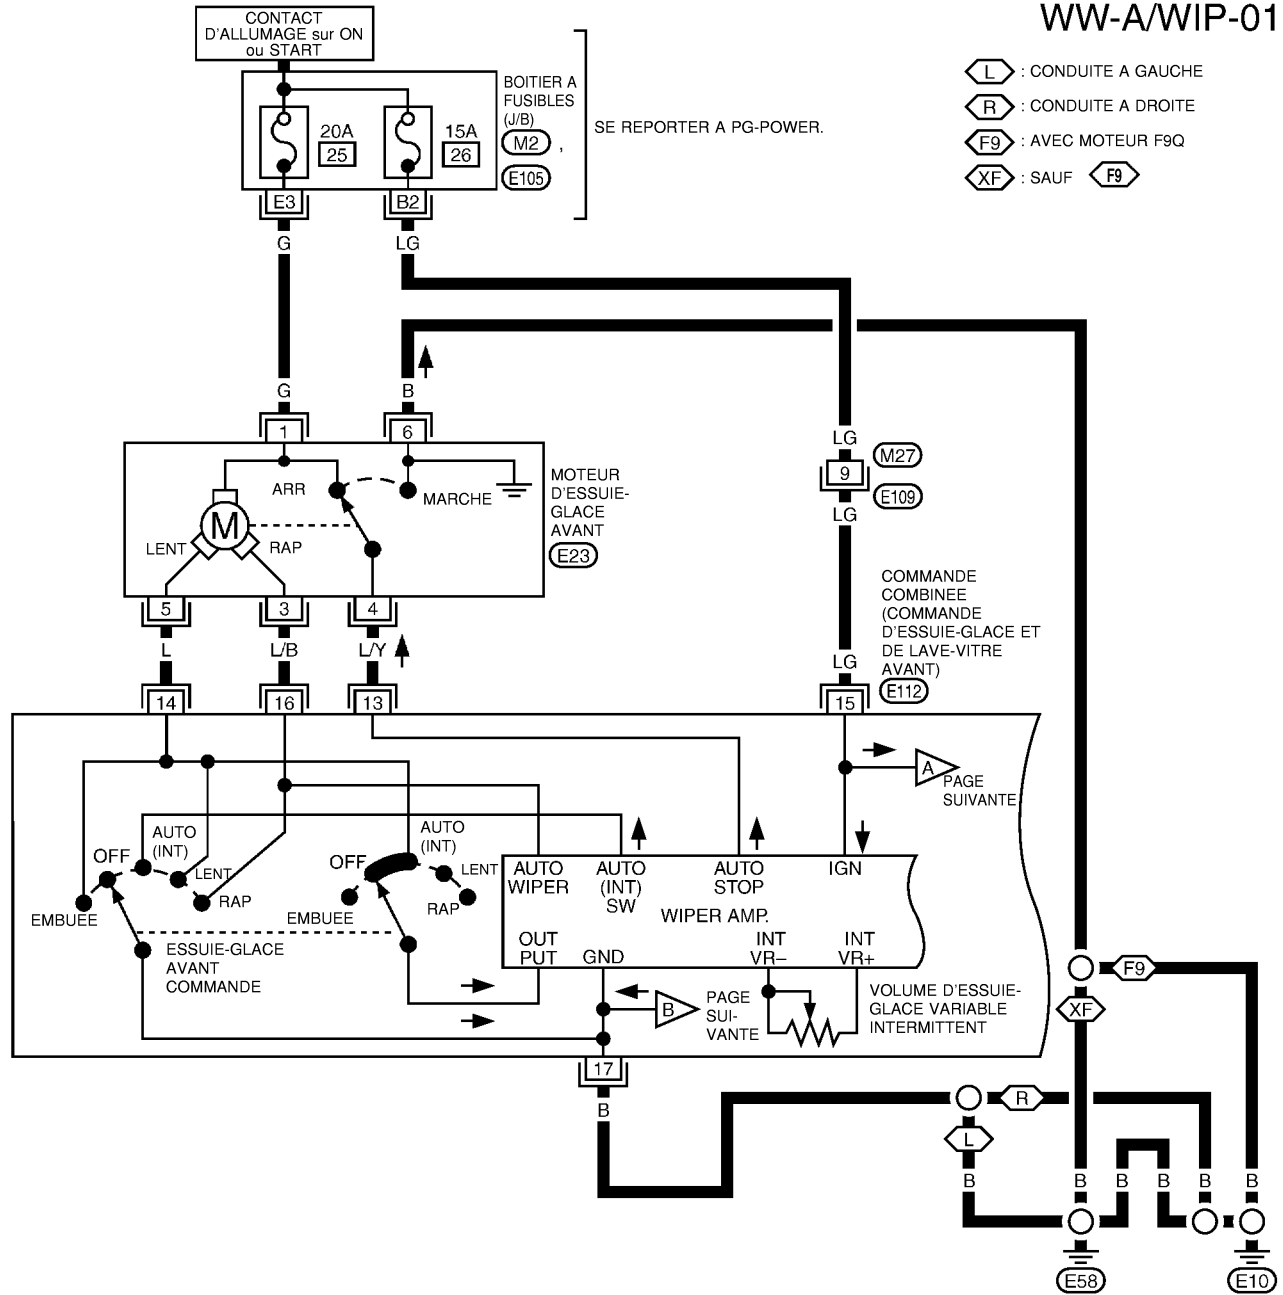 WW-A/WIP-01
CONTACT
D'ALLUMAGE sur ON
ou START
L : CONDUITE A GAUCHE
R : CONDUITE A DROITE
F9 : AVEC MOTEUR F9Q
XF : SAUF F9
BOITIER A
FUSIBLES
(J/B)
M2 ,
E105
SE REPORTER A PG-POWER.
20A
25
15A
26
E3
B2
G
LG
G
B
1
6
ARR
MARCHE
M
LENT
RAP
MOTEUR
D'ESSUIE-
GLACE
AVANT
E23
LG
9
M27
E109
LG
5
3
4
L
L/B
L/Y
LG
COMMANDE
COMBINEE
(COMMANDE
D'ESSUIE-GLACE ET
DE LAVE-VITRE
AVANT)
E112
14
16
13
15
A
PAGE
SUIVANTE
OFF
AUTO
(INT)
LENT
RAP
EMBUEE
OFF
AUTO
(INT)
LENT
RAP
EMBUEE
AUTO
WIPER
AUTO
(INT)
SW
AUTO
STOP
IGN
WIPER AMP.
OUT
PUT
GND
INT
VR−
INT
VR+
ESSUIE-GLACE
AVANT
COMMANDE
B
PAGE
SUI-
VANTE
VOLUME D'ESSUIE-
GLACE VARIABLE
INTERMITTENT
F9
XF
17
B
R
L
B
B
B
B
B
B
E58
E10